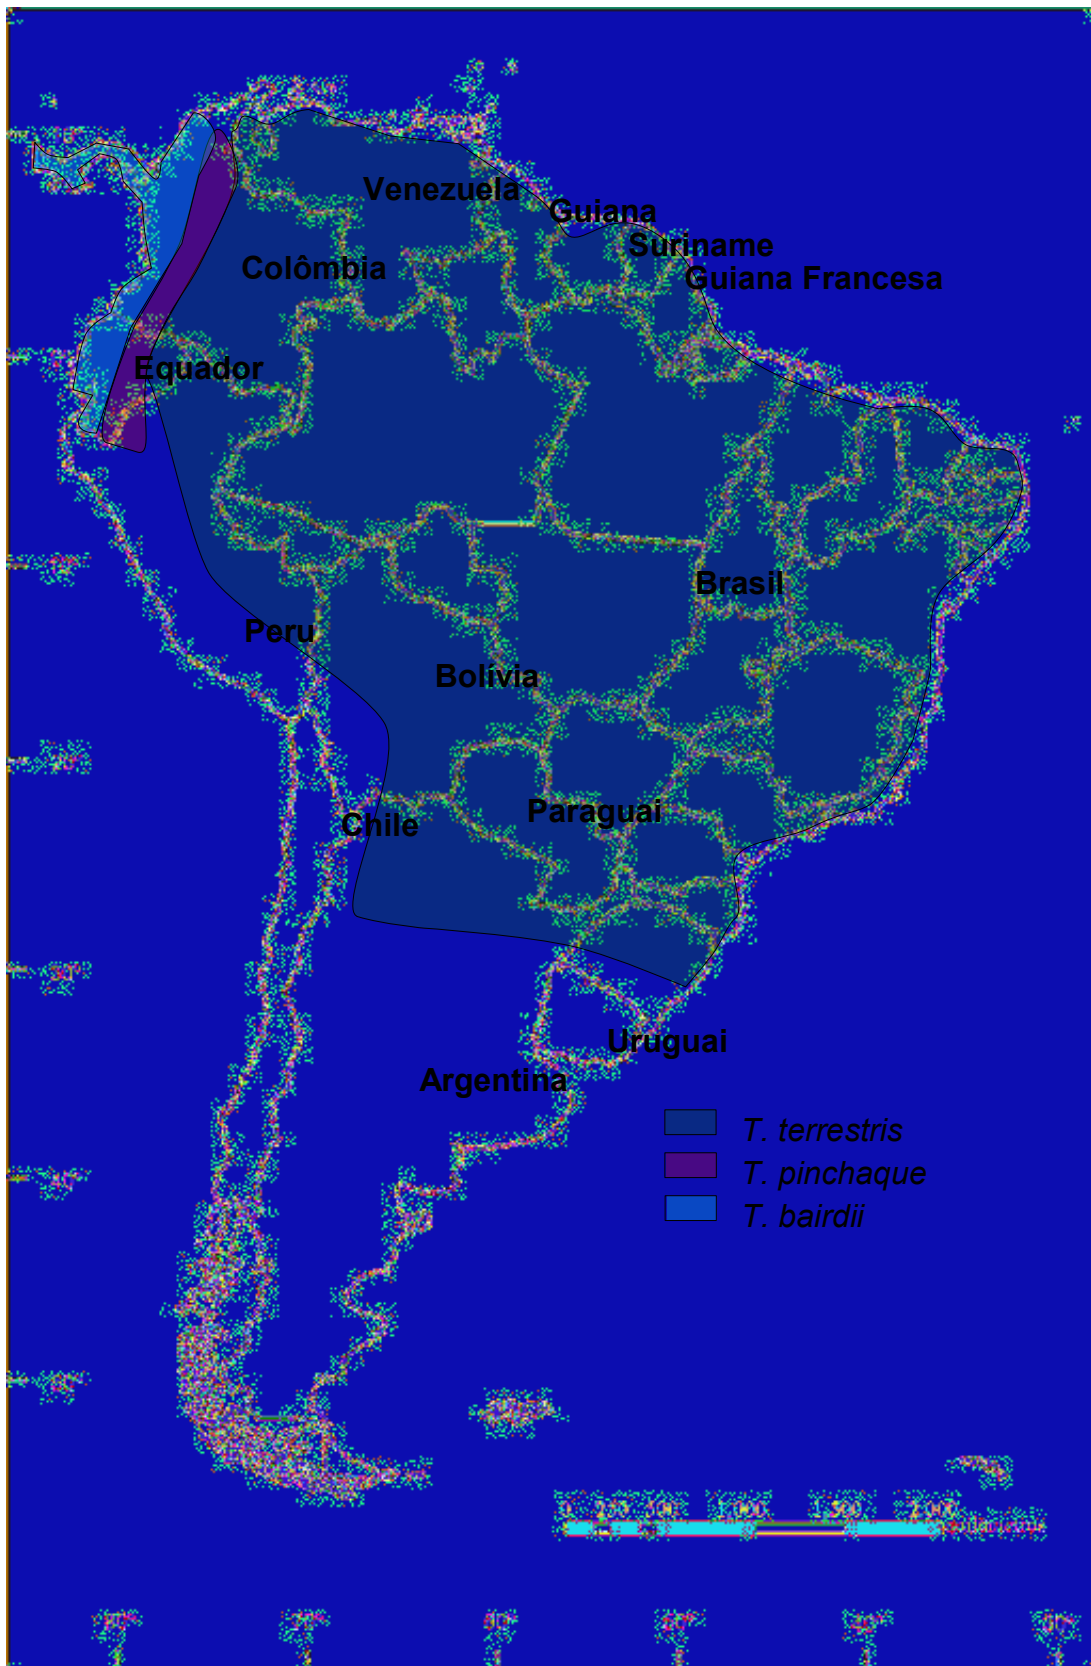 Venezuela
Guiana
Suriname
Colômbia
Guiana Francesa
Equador
Brasil
Peru
Bolívia
Paraguai
Chile
Uruguai
Argentina
T. terrestris
T. pinchaque
T. bairdii